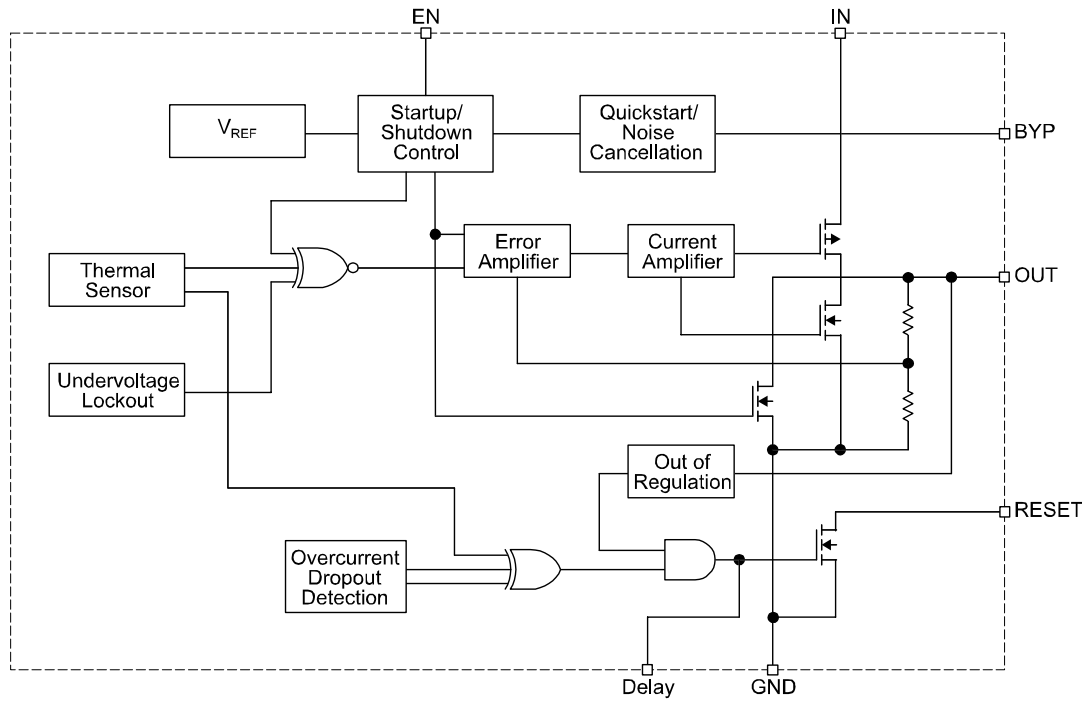 EN
IN
V_REF
Startup/
Shutdown
Control
Quickstart/
Noise
Cancellation
BYP
Error
Amplifier
Current
Amplifier
Thermal
Sensor
OUT
Undervoltage
Lockout
Out of
Regulation
RESET
Overcurrent
Dropout
Detection
Delay
GND